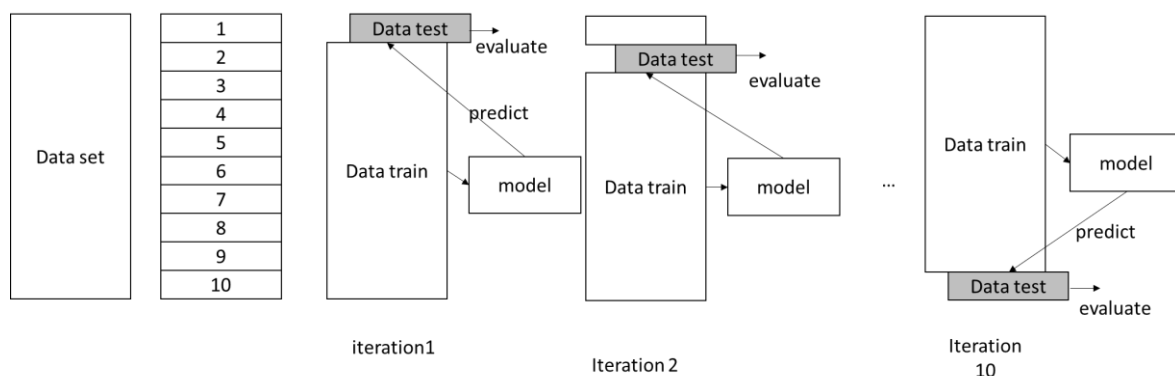 Data set
1
2
3
4
5
6
7
8
9
10
Data test
evaluate
predict
Data train
model
iteration1
Data test
evaluate
Data train
model
Iteration 2
...
Data train
model
predict
Data test
evaluate
Iteration
10